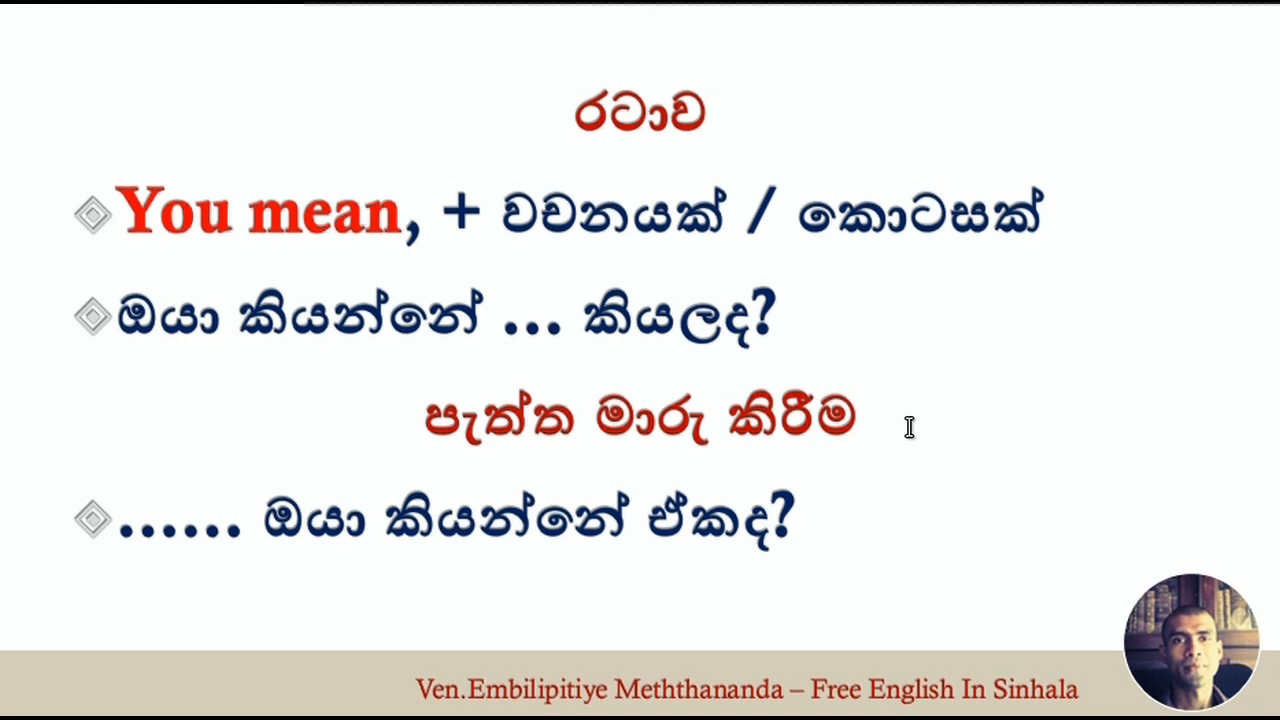 රටාව
You mean, + වචනයක් / කොටසක්
ඔයා කියන්නේ ... කියලද?
පැත්ත මාරු කිරීම
...... ඔයා කියන්නේ ඒකද?
Ven.Embilipitiye Meththananda – Free English In Sinhala